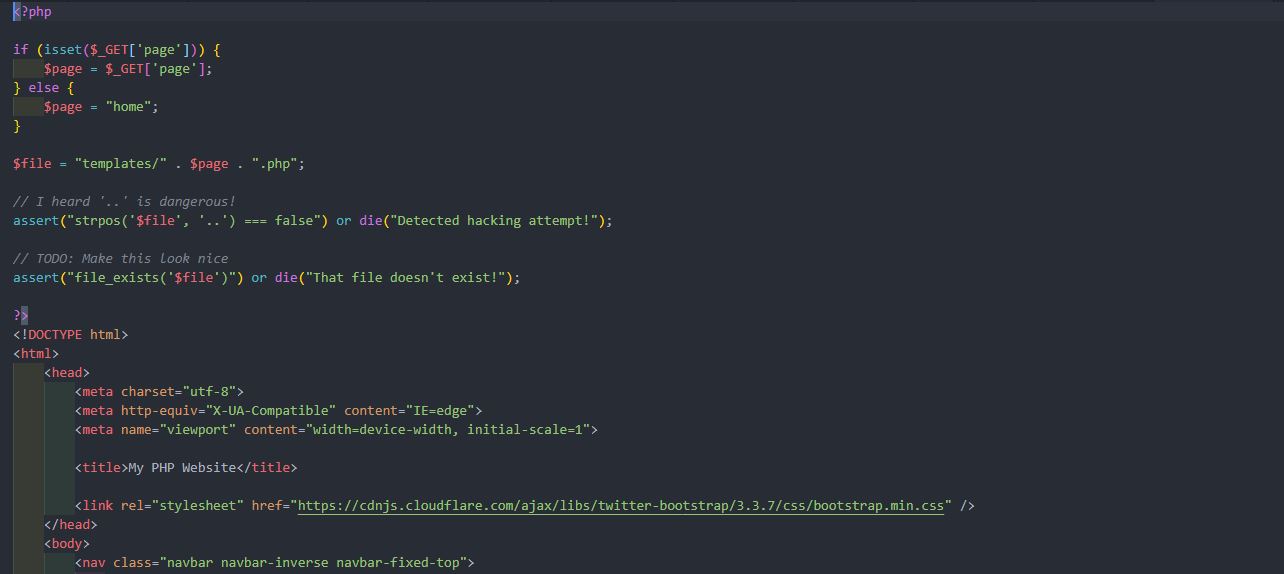 <?php
if (isset($_GET['page'])) {
    $page = $_GET['page'];
} else {
    $page = "home";
}
$file = "templates/" . $page . ".php";
// I heard '..' is dangerous!
assert("strpos('$file', '..') === false") or die("Detected hacking attempt!");
// TODO: Make this look nice
assert("file_exists('$file')") or die("That file doesn't exist!");
?>
<!DOCTYPE html>
<html>
    <head>
        <meta charset="utf-8">
        <meta http-equiv="X-UA-Compatible" content="IE=edge">
        <meta name="viewport" content="width=device-width, initial-scale=1">
        <title>My PHP Website</title>
        <link rel="stylesheet" href="https://cdnjs.cloudflare.com/ajax/libs/twitter-bootstrap/3.3.7/css/bootstrap.min.css" />
    </head>
    <body>
        <nav class="navbar navbar-inverse navbar-fixed-top">